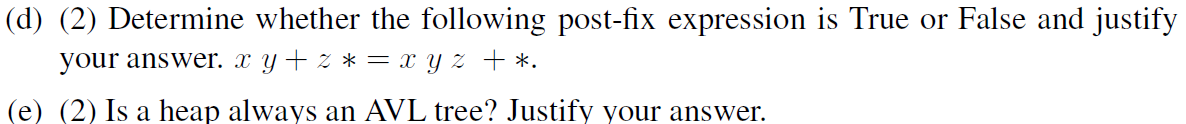 (d) (2) Determine whether the following post-fix expression is True or False and justify
your answer. x y + z ∗ = x y z + ∗.
(e) (2) Is a heap always an AVL tree? Justify your answer.